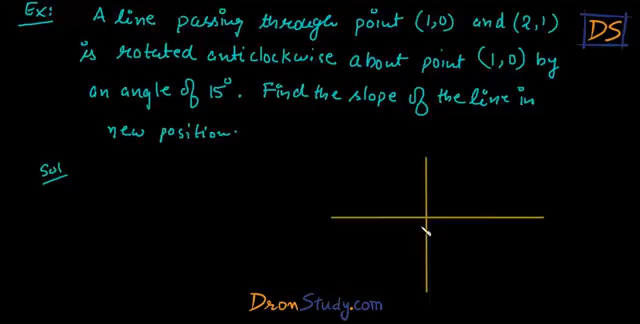 Ex: A line passing through point (1,0) and (2,1) DS
is rotated anticlockwise about point (1,0) by
an angle of 15°. Find the slope of the line in
new position.
Sol
DronStudy.com